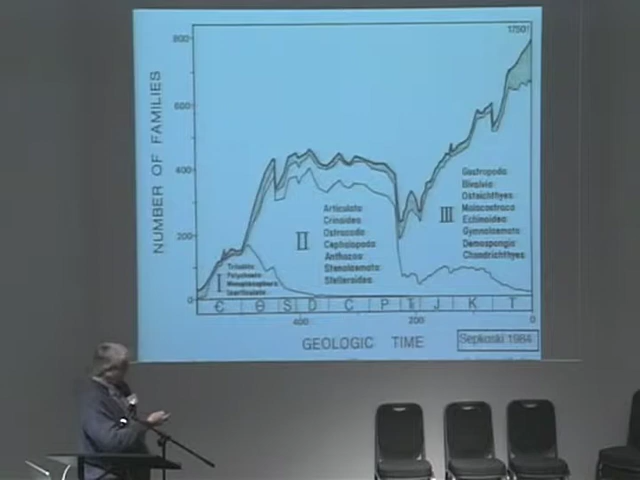 1750!
800
600
400
200
0
NUMBER OF FAMILIES
Articulata
Crinoidea
Ostracoda
Cephalopoda
Anthozoa
Stenolaemata
Stelleroidea
II
Gastropoda
Bivalvia
Osteichthyes
Malacostraca
Echinoidea
Gymnolaemata
Demospongia
Chondrichthyes
III
I
Trilobita
Polychaeta
Monoplacophora
Inarticulata
Є O S D C P Ћ J K T
400 200 0
GEOLOGIC TIME
Sepkoski 1984